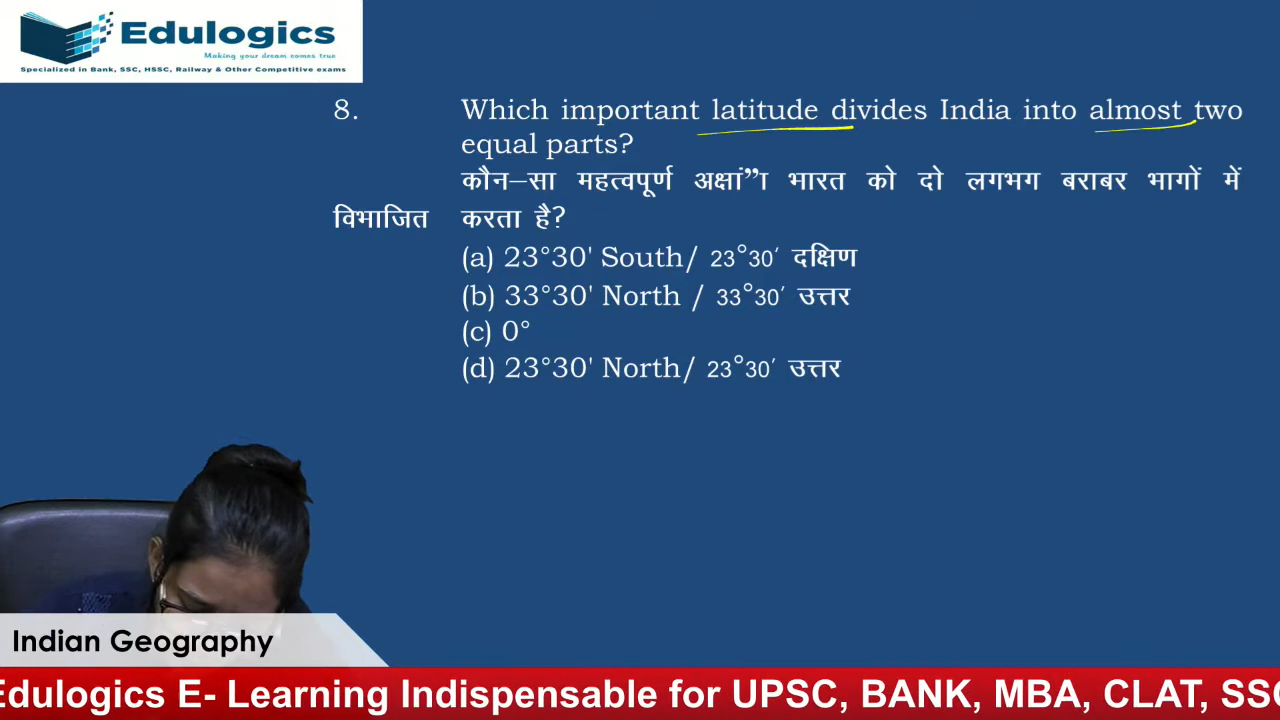 Edulogics
Making your dream comes true
Specialized in Bank, SSC, HSSC, Railway & Other Competitive exams
8. Which important latitude divides India into almost two
equal parts?
कौन–सा महत्वपूर्ण अक्षां”ा भारत को दो लगभग बराबर भागों में
विभाजित करता है?
(a) 23°30' South/ 23°30' दक्षिण
(b) 33°30' North / 33°30' उत्तर
(c) 0°
(d) 23°30' North/ 23°30' उत्तर
Indian Geography
Edulogics E- Learning Indispensable for UPSC, BANK, MBA, CLAT, SSC